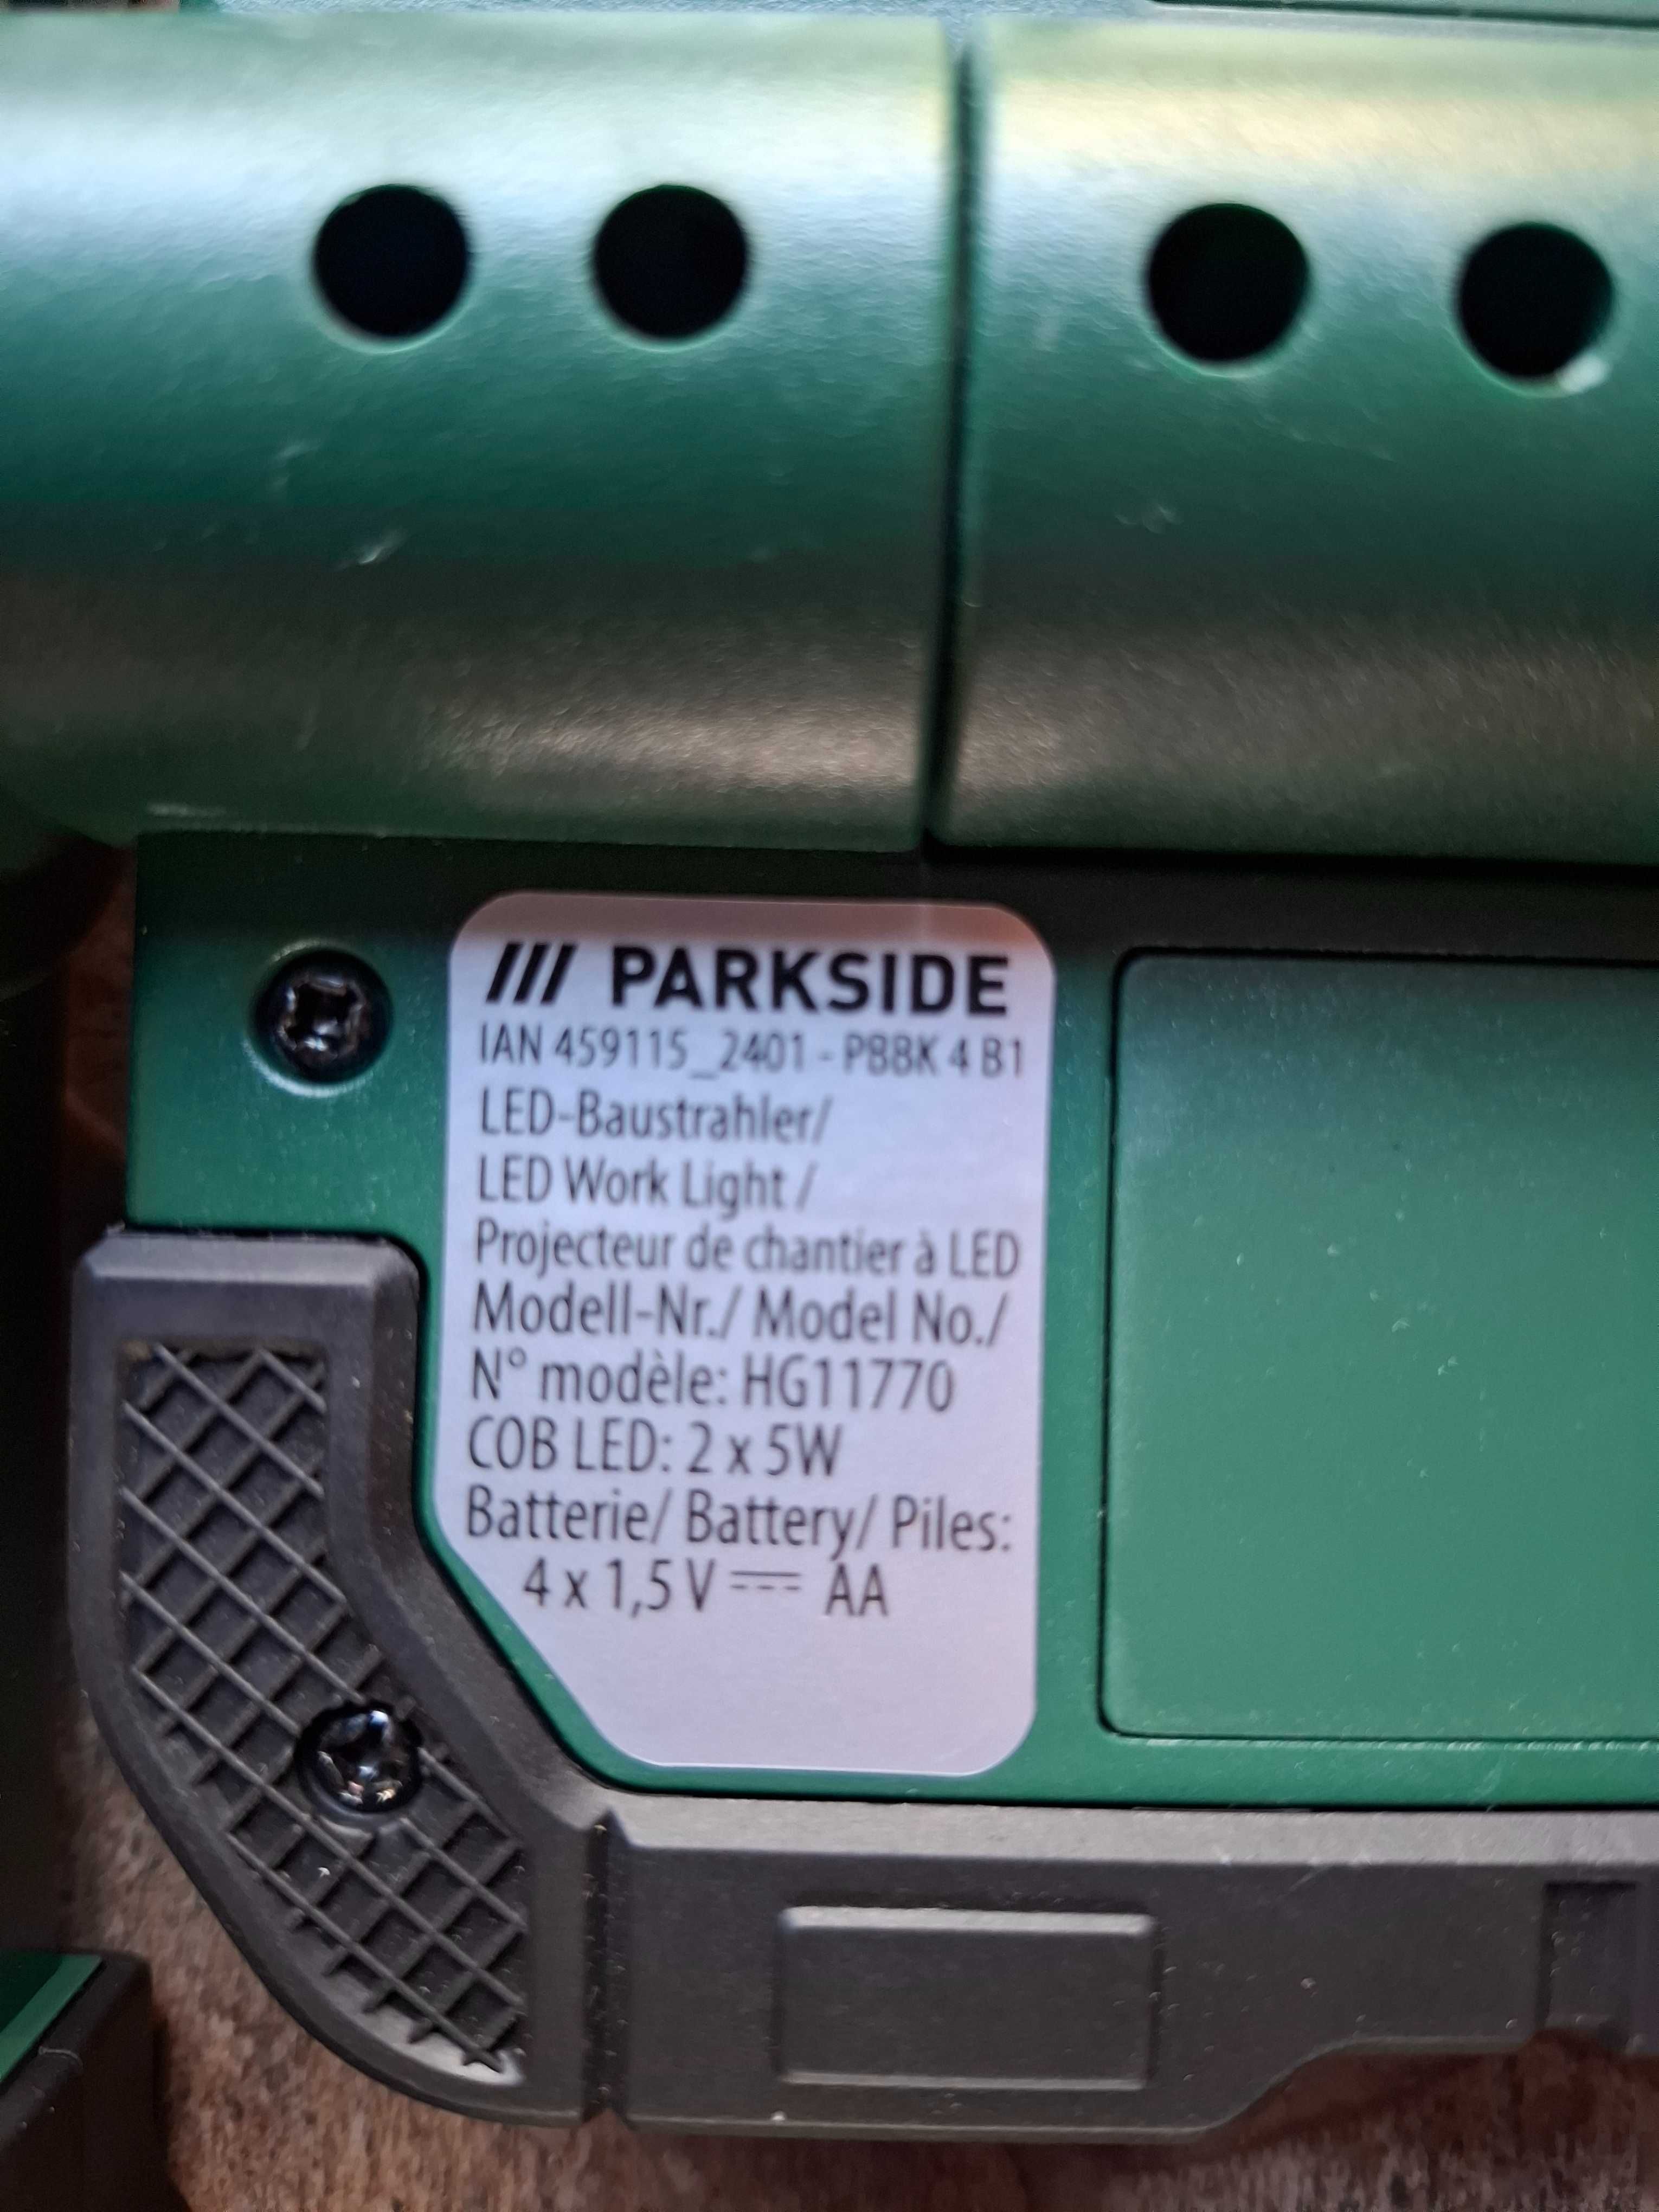 PARKSIDE
IAN 459115_2401 - PBBK 4 B1
LED-Baustrahler/
LED Work Light /
Projecteur de chantier à LED
Modell-Nr./ Model No./
N° modèle: HG11770
COB LED: 2 x 5W
Batterie/ Battery/ Piles:
4 x 1,5 V ⎓ AA